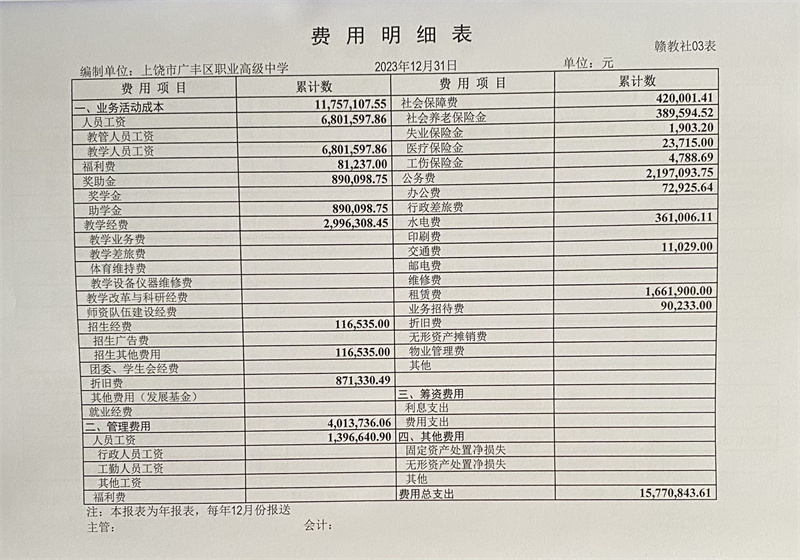 费用明细表
赣教社03表
编制单位：上饶市广丰区职业高级中学 2023年12月31日 单位：元
费用项目 累计数 费用项目 累计数
一、业务活动成本 11,757,107.55 社会保障费 420,001.41
人员工资 6,801,597.86 社会养老保险金 389,594.52
教管人员工资 失业保险金 1,903.20
教学人员工资 6,801,597.86 医疗保险金 23,715.00
福利费 81,237.00 工伤保险金 4,788.69
奖助金 890,098.75 公务费 2,197,093.75
奖学金 办公费 72,925.64
助学金 890,098.75 行政差旅费
教学经费 2,996,308.45 水电费 361,006.11
教学业务费 印刷费
教学差旅费 交通费 11,029.00
体育维持费 邮电费
教学设备仪器维修费 维修费
教学改革与科研经费 租赁费 1,661,900.00
师资队伍建设经费 业务招待费 90,233.00
招生经费 116,535.00 折旧费
招生广告费 无形资产摊销费
招生其他费用 116,535.00 物业管理费
团委、学生会经费 其他
折旧费 871,330.49
其他费用（发展基金） 三、筹资费用
就业经费 利息支出
二、管理费用 4,013,736.06 费用支出
人员工资 1,396,640.90 四、其他费用
行政人员工资 固定资产处置净损失
工勤人员工资 无形资产处置净损失
其他工资 其他
福利费 费用总支出 15,770,843.61
注：本报表为年报表，每年12月份报送
主管： 会计：